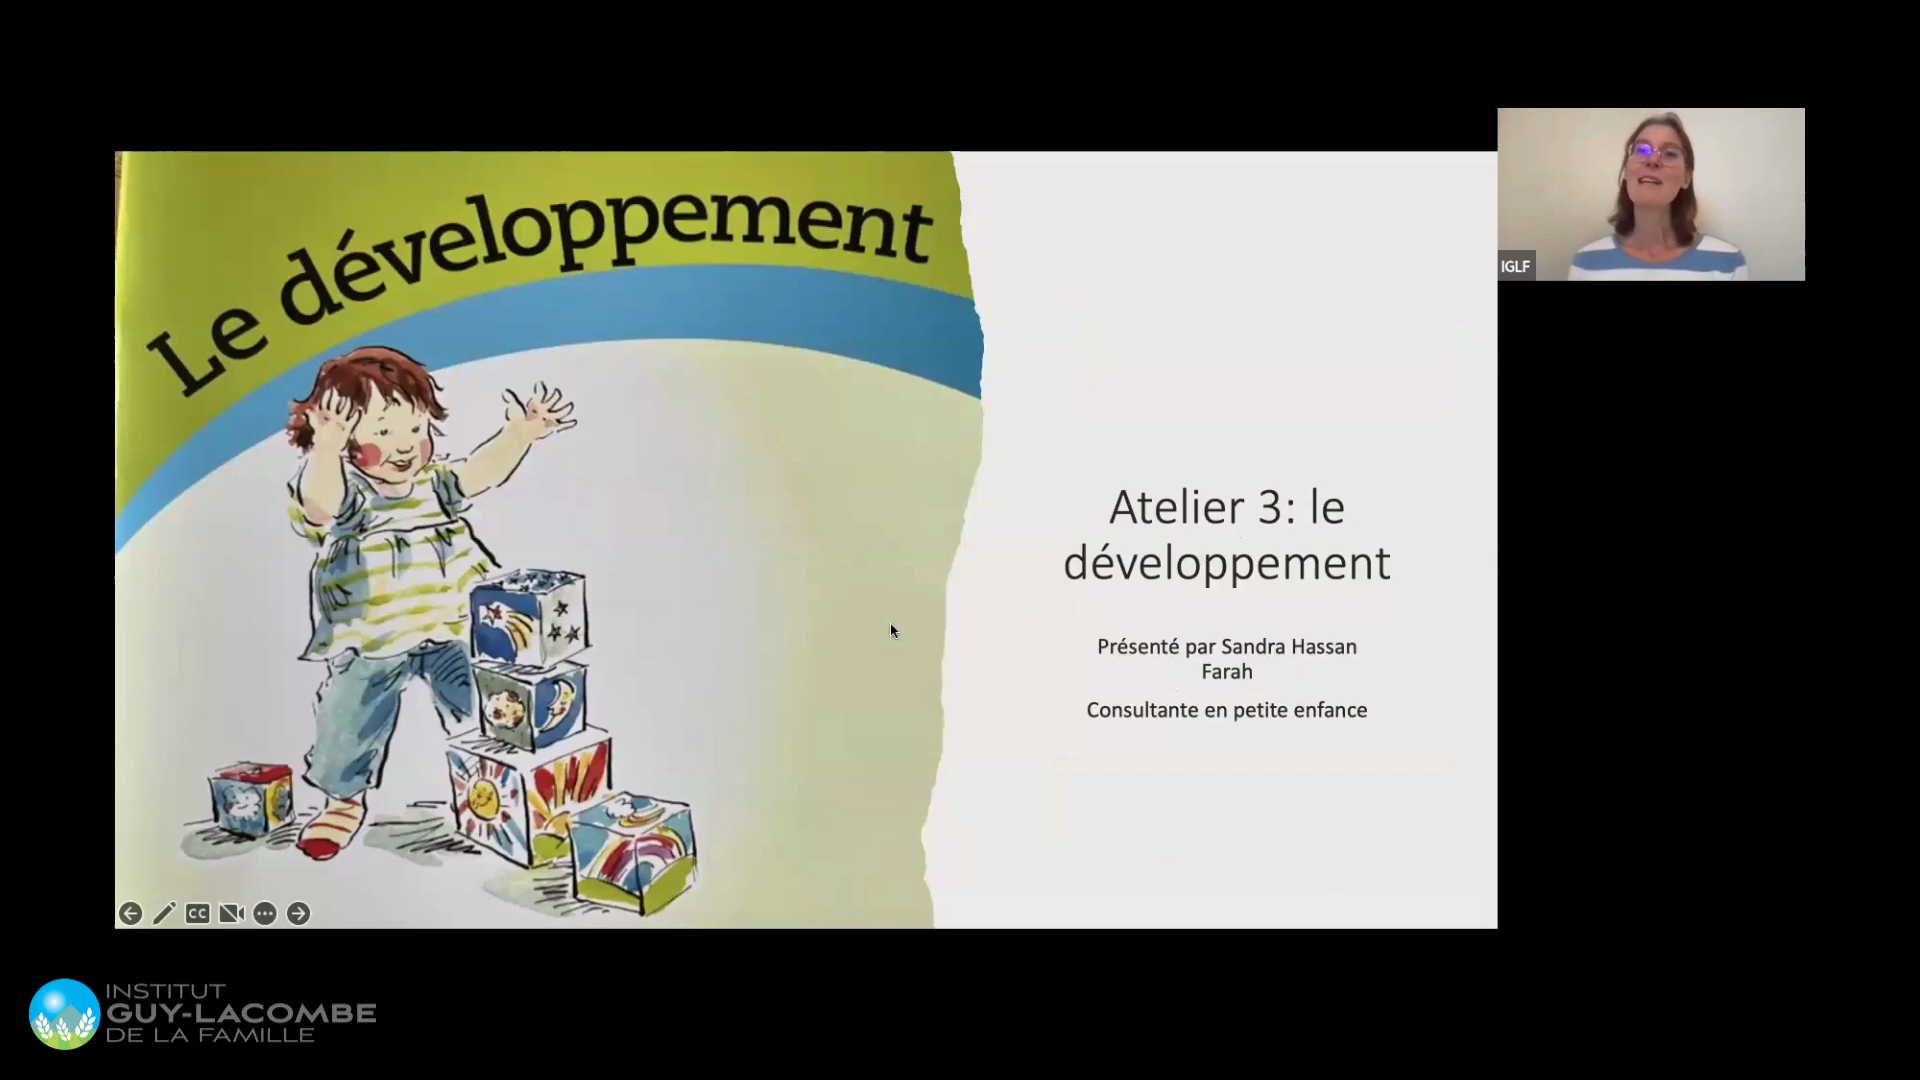 Le développement
Atelier 3: le
développement
Présenté par Sandra Hassan
Farah
Consultante en petite enfance
IGLF
CC
INSTITUT
GUY-LACOMBE
DE LA FAMILLE